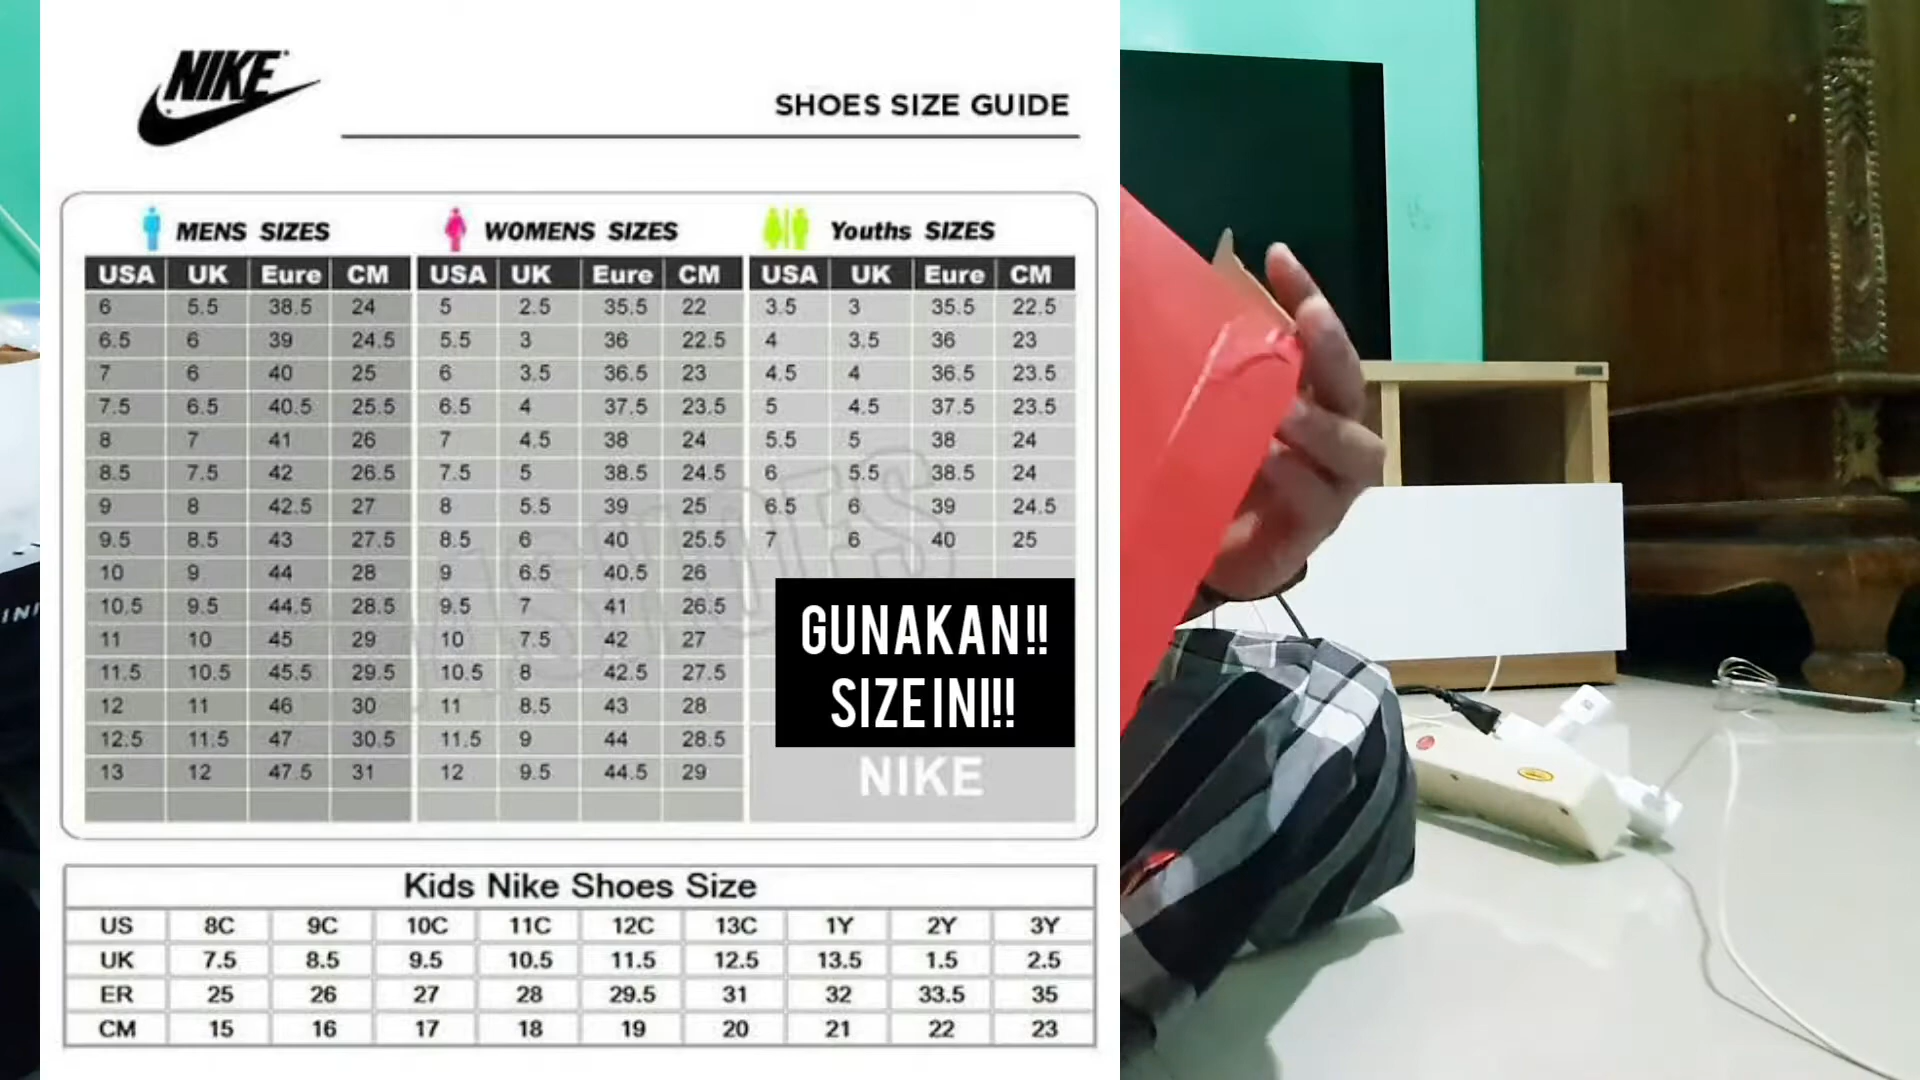 NIKE
SHOES SIZE GUIDE
MENS SIZES WOMENS SIZES Youths SIZES
USA UK Eure CM USA UK Eure CM USA UK Eure CM
6 5.5 38.5 24 5 2.5 35.5 22 3.5 3 35.5 22.5
6.5 6 39 24.5 5.5 3 36 22.5 4 3.5 36 23
7 6 40 25 6 3.5 36.5 23 4.5 4 36.5 23.5
7.5 6.5 40.5 25.5 6.5 4 37.5 23.5 5 4.5 37.5 23.5
8 7 41 26 7 4.5 38 24 5.5 5 38 24
8.5 7.5 42 26.5 7.5 5 38.5 24.5 6 5.5 38.5 24
9 8 42.5 27 8 5.5 39 25 6.5 6 39 24.5
9.5 8.5 43 27.5 8.5 6 40 25.5 7 6 40 25
10 9 44 28 9 6.5 40.5 26
10.5 9.5 44.5 28.5 9.5 7 41 26.5
11 10 45 29 10 7.5 42 27
11.5 10.5 45.5 29.5 10.5 8 42.5 27.5
12 11 46 30 11 8.5 43 28
12.5 11.5 47 30.5 11.5 9 44 28.5
13 12 47.5 31 12 9.5 44.5 29
GUNAKAN!!
SIZE INI!!!
NIKE
Kids Nike Shoes Size
US 8C 9C 10C 11C 12C 13C 1Y 2Y 3Y
UK 7.5 8.5 9.5 10.5 11.5 12.5 13.5 1.5 2.5
ER 25 26 27 28 29.5 31 32 33.5 35
CM 15 16 17 18 19 20 21 22 23